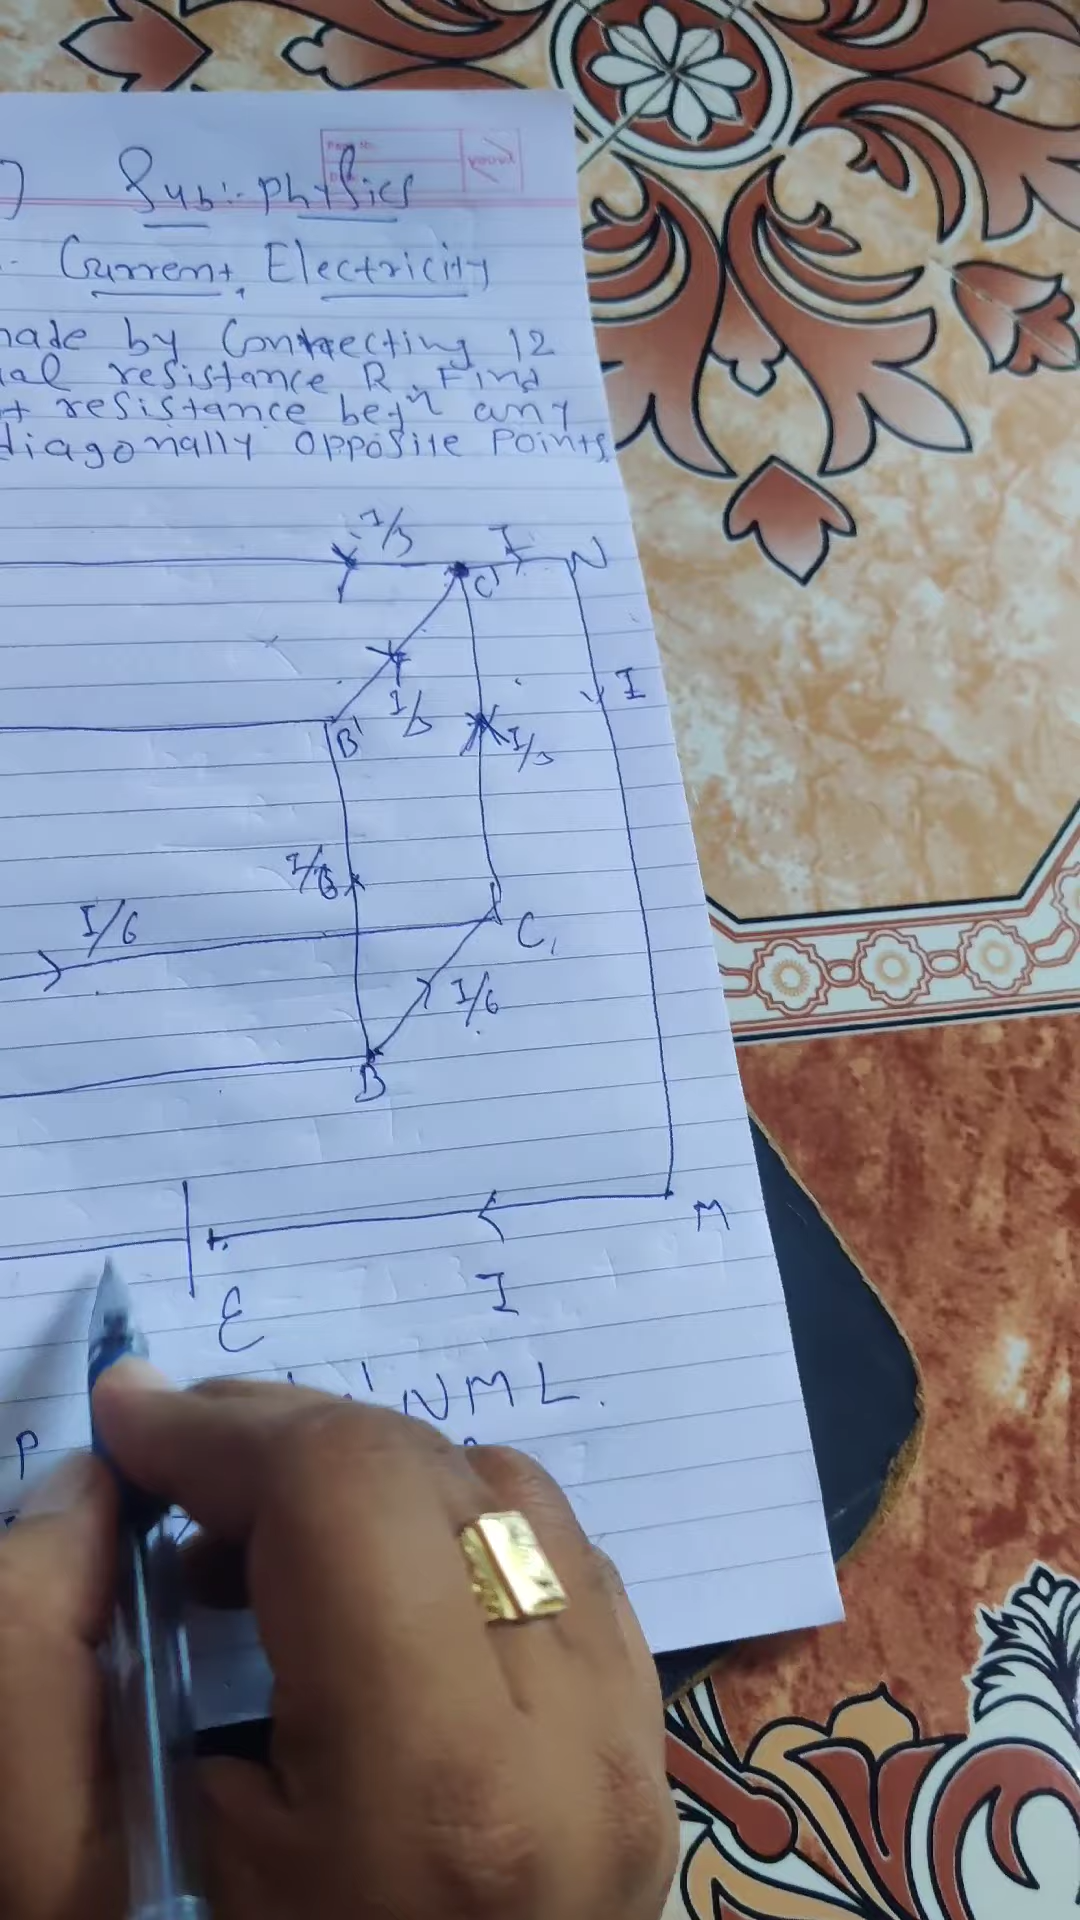 Sub:- Physics
Current Electricity
made by Connecting 12
resistance R. Find
resistance betn any
diagonally opposite Points.
I/3
I
N
C'
I
I/3
B'
I/3
I/6
I/6
C,
I/6
B
M
E
I
NML.
P